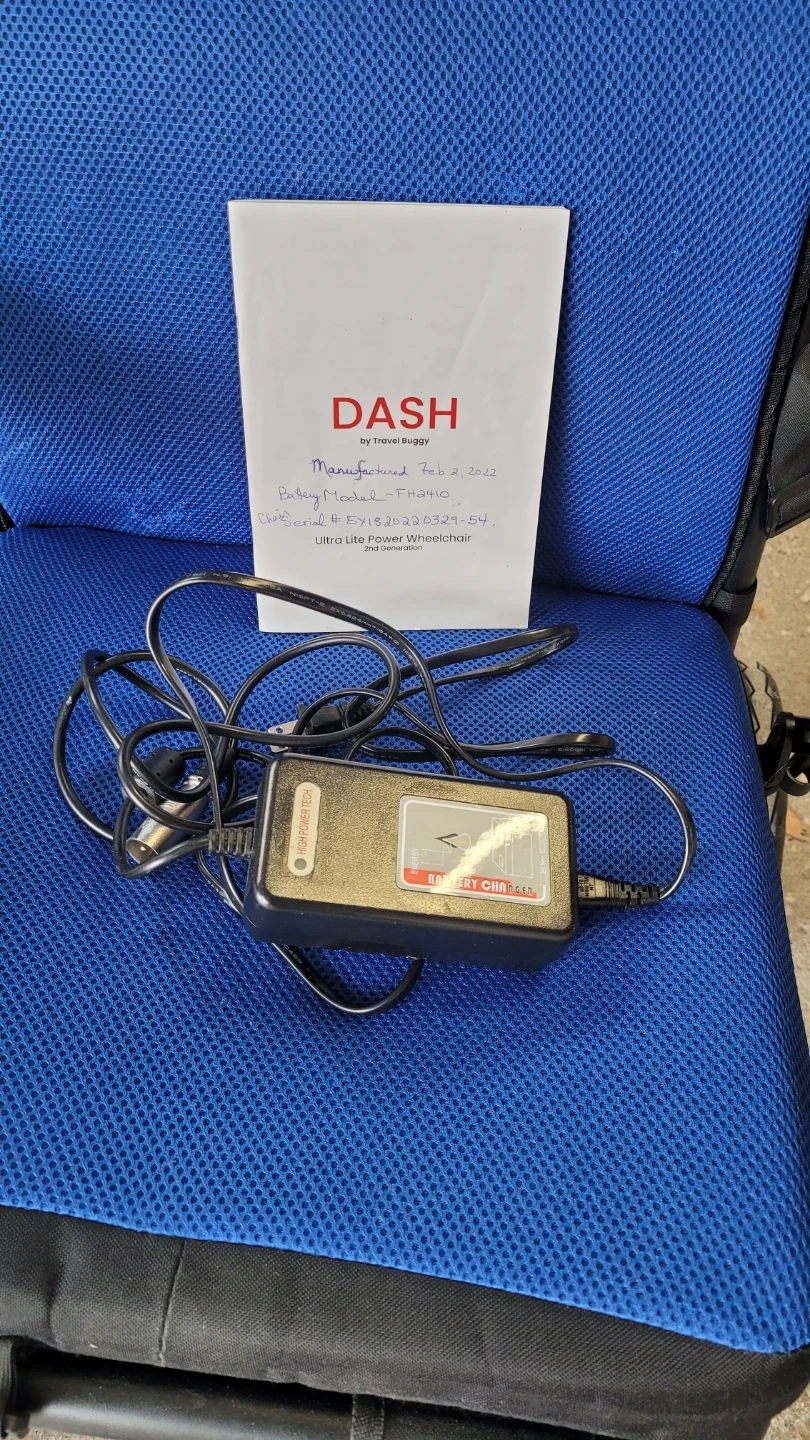 DASH
by Travel Buggy
Manufactured Feb 2, 2022
Battery Model - FH2410
Chair Serial # EY1820220329-54.
Ultra Lite Power Wheelchair
2nd Generation
HIGH POWER TECH.
BATTERY CHARGER